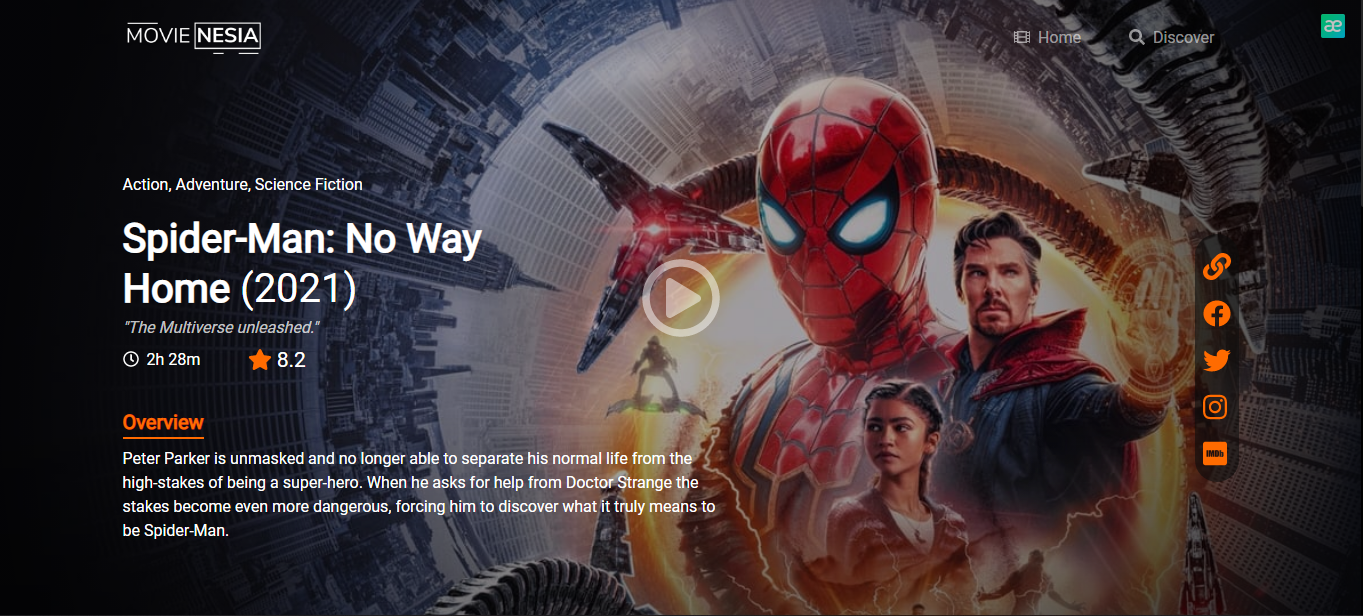 MOVIE NESIA
Home
Discover
æ
Action, Adventure, Science Fiction
Spider-Man: No Way
Home (2021)
"The Multiverse unleashed."
2h 28m
8.2
Overview
Peter Parker is unmasked and no longer able to separate his normal life from the
high-stakes of being a super-hero. When he asks for help from Doctor Strange the
stakes become even more dangerous, forcing him to discover what it truly means to
be Spider-Man.
IMDb